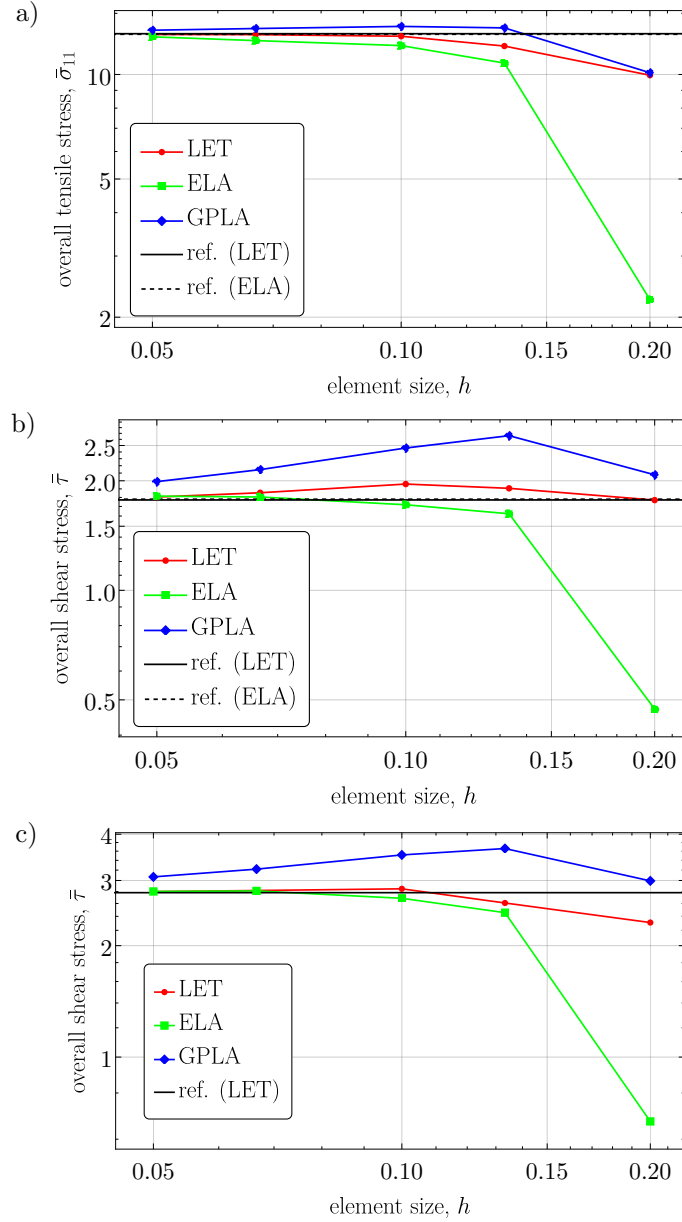 a)
overall tensile stress, σ̄₁₁
10
5
2
LET
ELA
GPLA
ref. (LET)
ref. (ELA)
0.05 0.10 0.15 0.20
element size, h
b)
overall shear stress, τ̄
2.5
2.0
1.5
1.0
0.5
LET
ELA
GPLA
ref. (LET)
ref. (ELA)
0.05 0.10 0.15 0.20
element size, h
c)
overall shear stress, τ̄
4
3
2
1
LET
ELA
GPLA
ref. (LET)
0.05 0.10 0.15 0.20
element size, h